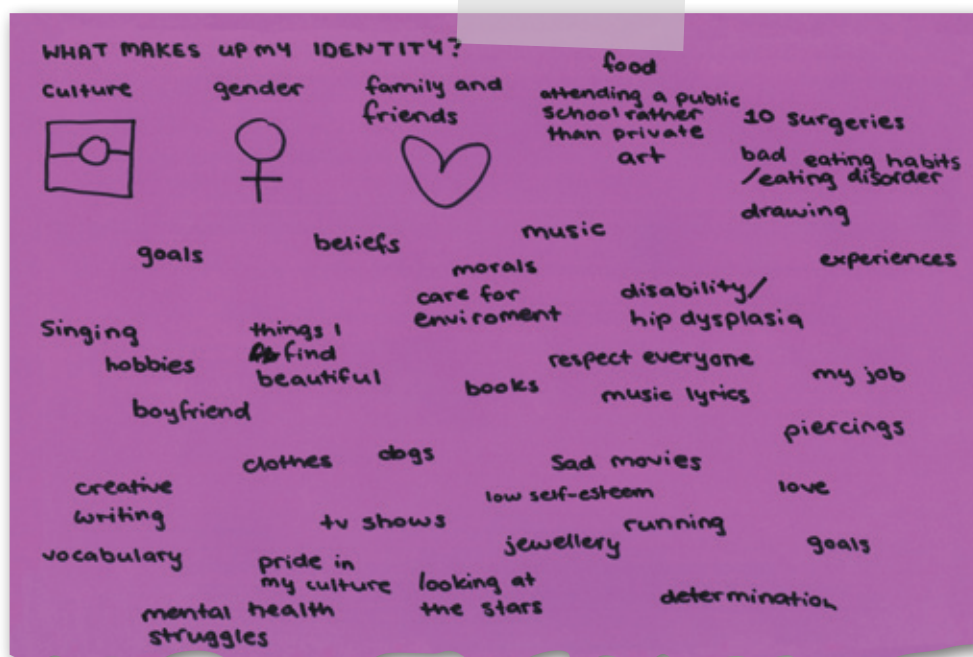 WHAT MAKES UP MY IDENTITY?
culture
gender
family and
friends
food
attending a public
school rather
than private
art
10 surgeries
bad eating habits
/eating disorder
drawing
goals
beliefs
music
morals
experiences
care for
enviroment
disability/
hip dysplasia
singing
hobbies
things I
find
beautiful
respect everyone
books
music lyrics
my job
boyfriend
piercings
clothes
dogs
sad movies
creative
writing
low self-esteem
love
tv shows
running
vocabulary
jewellery
goals
pride in
my culture
looking at
the stars
determination
mental health
struggles